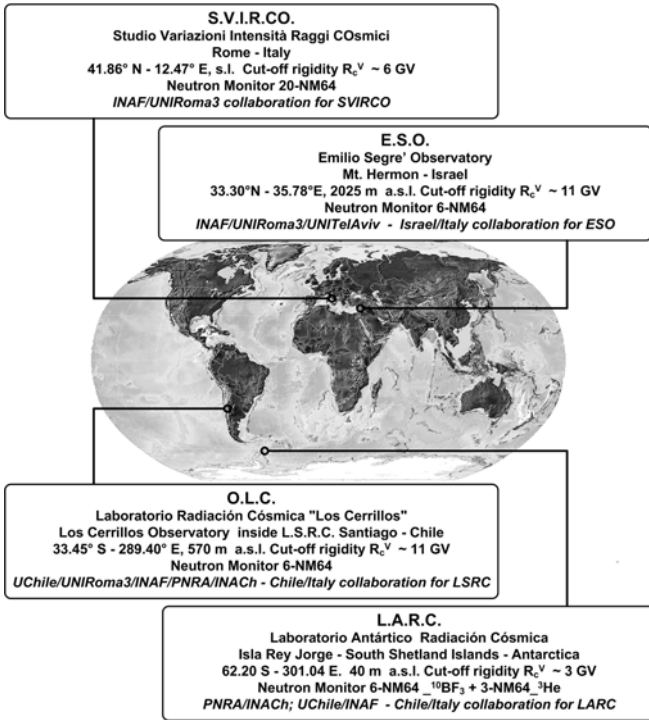 S.V.I.R.CO.
Studio Variazioni Intensità Raggi COsmici
Rome - Italy
41.86° N - 12.47° E, s.l. Cut-off rigidity Rcⱽ ~ 6 GV
Neutron Monitor 20-NM64
INAF/UNIRoma3 collaboration for SVIRCO
E.S.O.
Emilio Segre' Observatory
Mt. Hermon - Israel
33.30°N - 35.78°E, 2025 m a.s.l. Cut-off rigidity Rcⱽ ~ 11 GV
Neutron Monitor 6-NM64
INAF/UNIRoma3/UNITelAviv - Israel/Italy collaboration for ESO
O.L.C.
Laboratorio Radiación Cósmica "Los Cerrillos"
Los Cerrillos Observatory inside L.S.R.C. Santiago - Chile
33.45° S - 289.40° E, 570 m a.s.l. Cut-off rigidity Rcⱽ ~ 11 GV
Neutron Monitor 6-NM64
UChile/UNIRoma3/INAF/PNRA/INACh - Chile/Italy collaboration for LSRC
L.A.R.C.
Laboratorio Antártico Radiación Cósmica
Isla Rey Jorge - South Shetland Islands - Antarctica
62.20 S - 301.04 E. 40 m a.s.l. Cut-off rigidity Rcⱽ ~ 3 GV
Neutron Monitor 6-NM64 _¹⁰BF₃ + 3-NM64_³He
PNRA/INACh; UChile/INAF - Chile/Italy collaboration for LARC